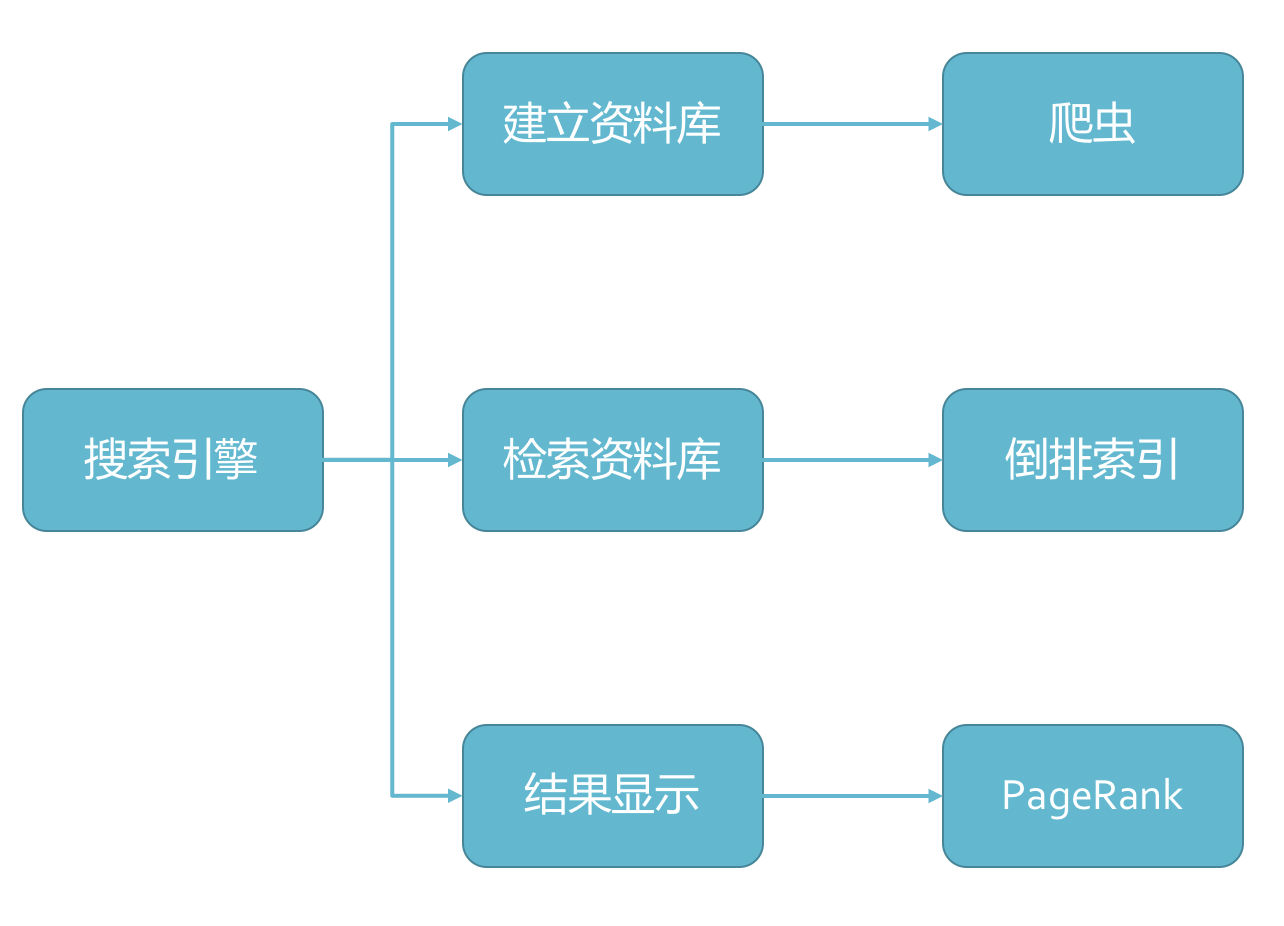 建立资料库
爬虫
搜索引擎
检索资料库
倒排索引
结果显示
PageRank